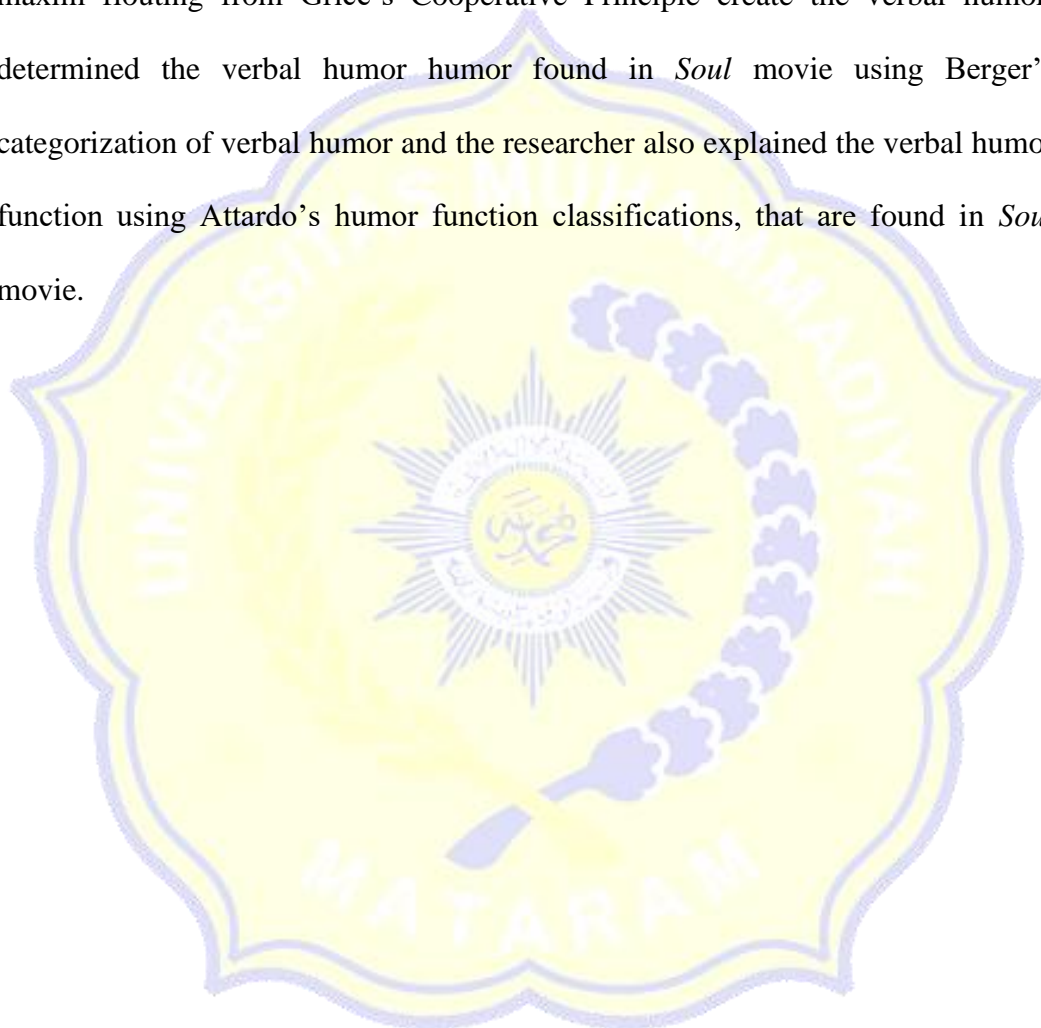 maxim flouting from Grice's Cooperative Principle create the verbal humor
determined the verbal humor humor found in Soul movie using Berger'
categorization of verbal humor and the researcher also explained the verbal humo
function using Attardo's humor function classifications, that are found in Sou
movie.
UNIVERSITAS MUHAMMADIYAH
MATARAM